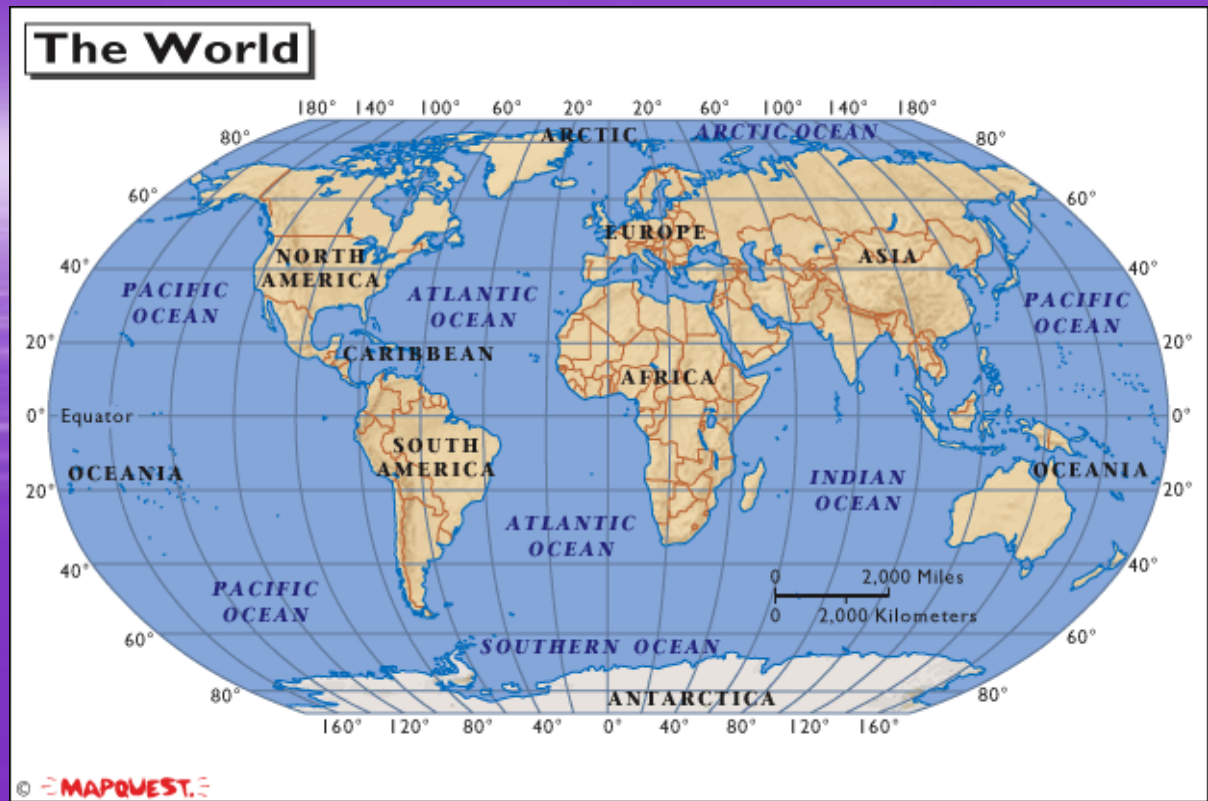 The World
180° 140° 100° 60° 20° 20° 60° 100° 140° 180°
80° ARCTIC ARCTIC OCEAN 80°
60° 60°
EUROPE
NORTH ASIA
40° AMERICA 40°
PACIFIC ATLANTIC PACIFIC
OCEAN OCEAN OCEAN
20° CARIBBEAN 20°
AFRICA
0° Equator 0°
SOUTH
OCEANIA AMERICA OCEANIA
INDIAN
20° OCEAN 20°
ATLANTIC
OCEAN
40° 40°
0 2,000 Miles
PACIFIC
OCEAN
0 2,000 Kilometers
60° SOUTHERN OCEAN 60°
80° ANTARCTICA 80°
160° 120° 80° 40° 0° 40° 80° 120° 160°
© MAPQUEST.